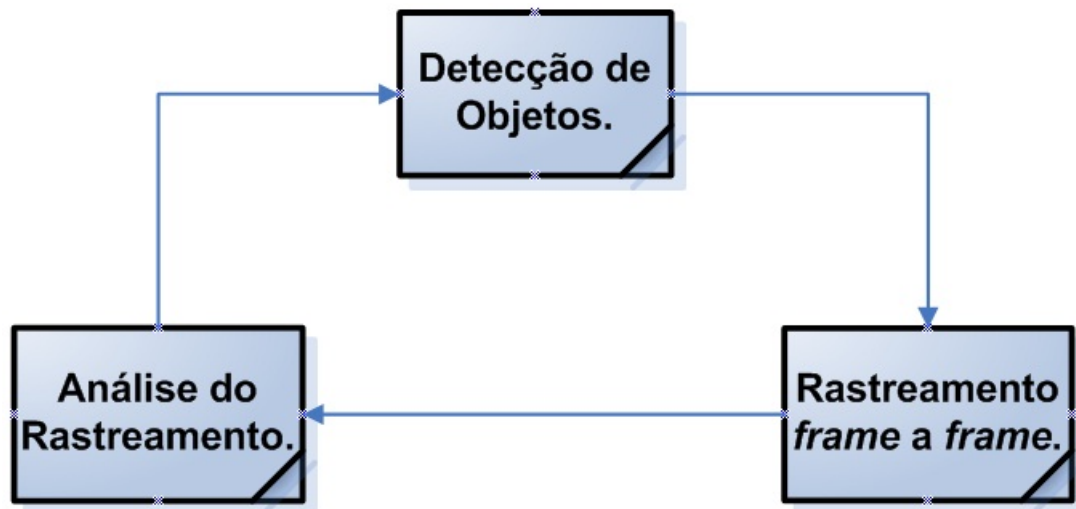 Detecção de
Objetos.
Análise do
Rastreamento.
Rastreamento
frame a frame.